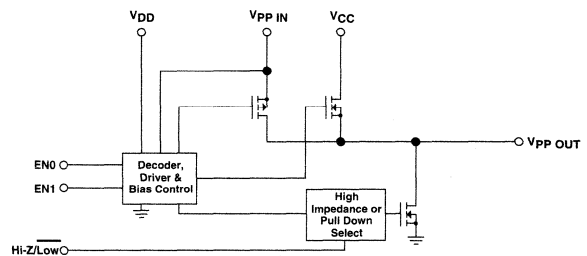 VDD
VPP IN
VCC
VPP OUT
EN0
EN1
Decoder,
Driver &
Bias Control
High
Impedance or
Pull Down
Select
Hi-Z/Low